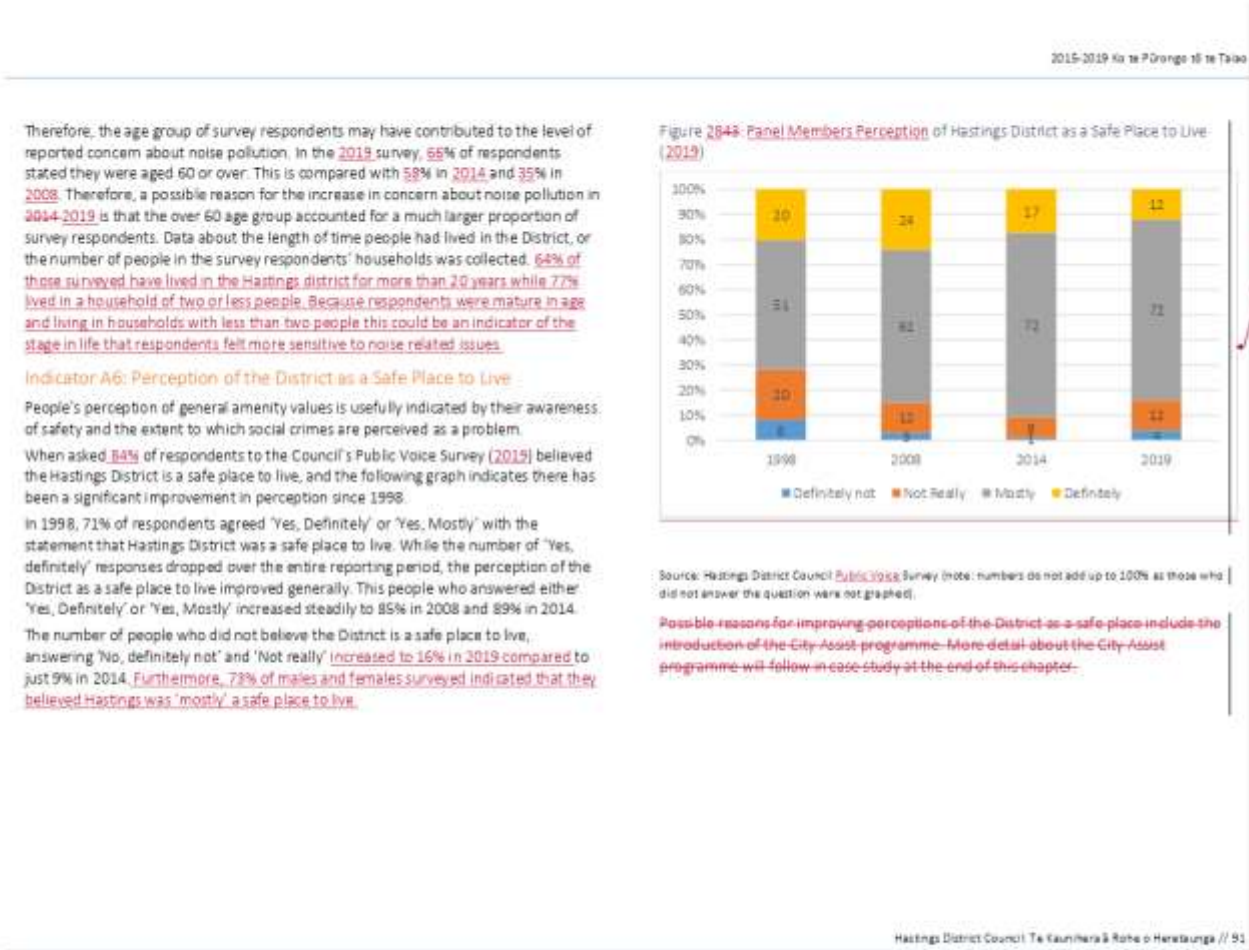 2015-2019 Ko te Pūrongo tō te Taiao
Therefore, the age group of survey respondents may have contributed to the level of
reported concern about noise pollution. In the 2019 survey, 66% of respondents
stated they were aged 60 or over. This is compared with 58% in 2014 and 35% in
2008. Therefore, a possible reason for the increase in concern about noise pollution in
2014 2019 is that the over 60 age group accounted for a much larger proportion of
survey respondents. Data about the length of time people had lived in the District, or
the number of people in the survey respondents' households was collected. 64% of
those surveyed have lived in the Hastings district for more than 20 years while 77%
lived in a household of two or less people. Because respondents were mature in age
and living in households with less than two people this could be an indicator of the
stage in life that respondents felt more sensitive to noise related issues.
Indicator A6: Perception of the District as a Safe Place to Live
People's perception of general amenity values is usefully indicated by their awareness
of safety and the extent to which social crimes are perceived as a problem.
When asked 84% of respondents to the Council's Public Voice Survey (2019) believed
the Hastings District is a safe place to live, and the following graph indicates there has
been a significant improvement in perception since 1998.
In 1998, 71% of respondents agreed 'Yes, Definitely' or 'Yes, Mostly' with the
statement that Hastings District was a safe place to live. While the number of 'Yes,
definitely' responses dropped over the entire reporting period, the perception of the
District as a safe place to live improved generally. This people who answered either
'Yes, Definitely' or 'Yes, Mostly' increased steadily to 85% in 2008 and 89% in 2014.
The number of people who did not believe the District is a safe place to live,
answering 'No, definitely not' and 'Not really' increased to 16% in 2019 compared to
just 9% in 2014. Furthermore, 73% of males and females surveyed indicated that they
believed Hastings was 'mostly' a safe place to live.
Figure 2843: Panel Members Perception of Hastings District as a Safe Place to Live
(2019)
100%
90%
80%
70%
60%
50%
40%
30%
20%
10%
0%
20 24 17 12
51 61 72 71
20 12 12
1998 2008 2014 2019
Definitely not Not Really Mostly Definitely
Source: Hastings District Council Public Voice Survey (note: numbers do not add up to 100% as those who
did not answer the question were not graphed).
Possible reasons for improving perceptions of the District as a safe place include the
introduction of the City Assist programme. More detail about the City Assist
programme will follow in case study at the end of this chapter.
Hastings District Council: Te Kaunihera ā Rohe o Heretaunga // 91